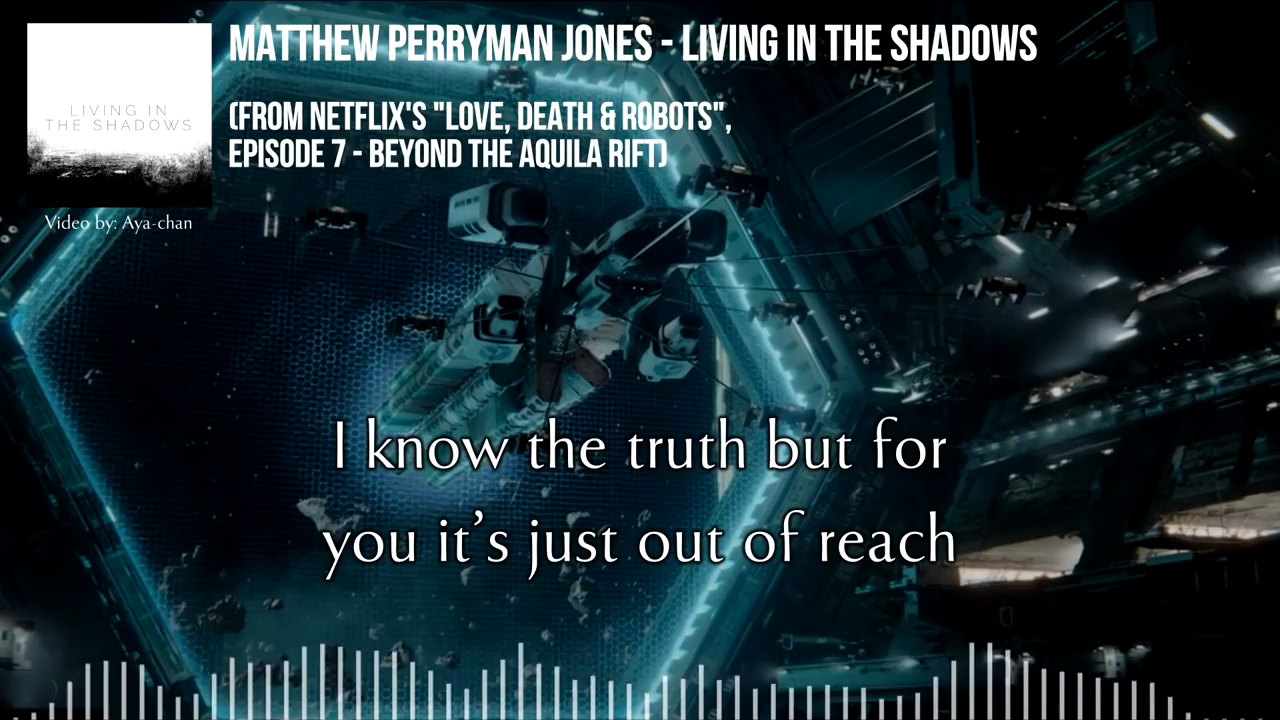 MATTHEW PERRYMAN JONES - LIVING IN THE SHADOWS
(FROM NETFLIX'S "LOVE, DEATH & ROBOTS",
EPISODE 7 - BEYOND THE AQUILA RIFT)
LIVING IN
THE SHADOWS
Video by: Aya-chan
I know the truth but for
you it’s just out of reach